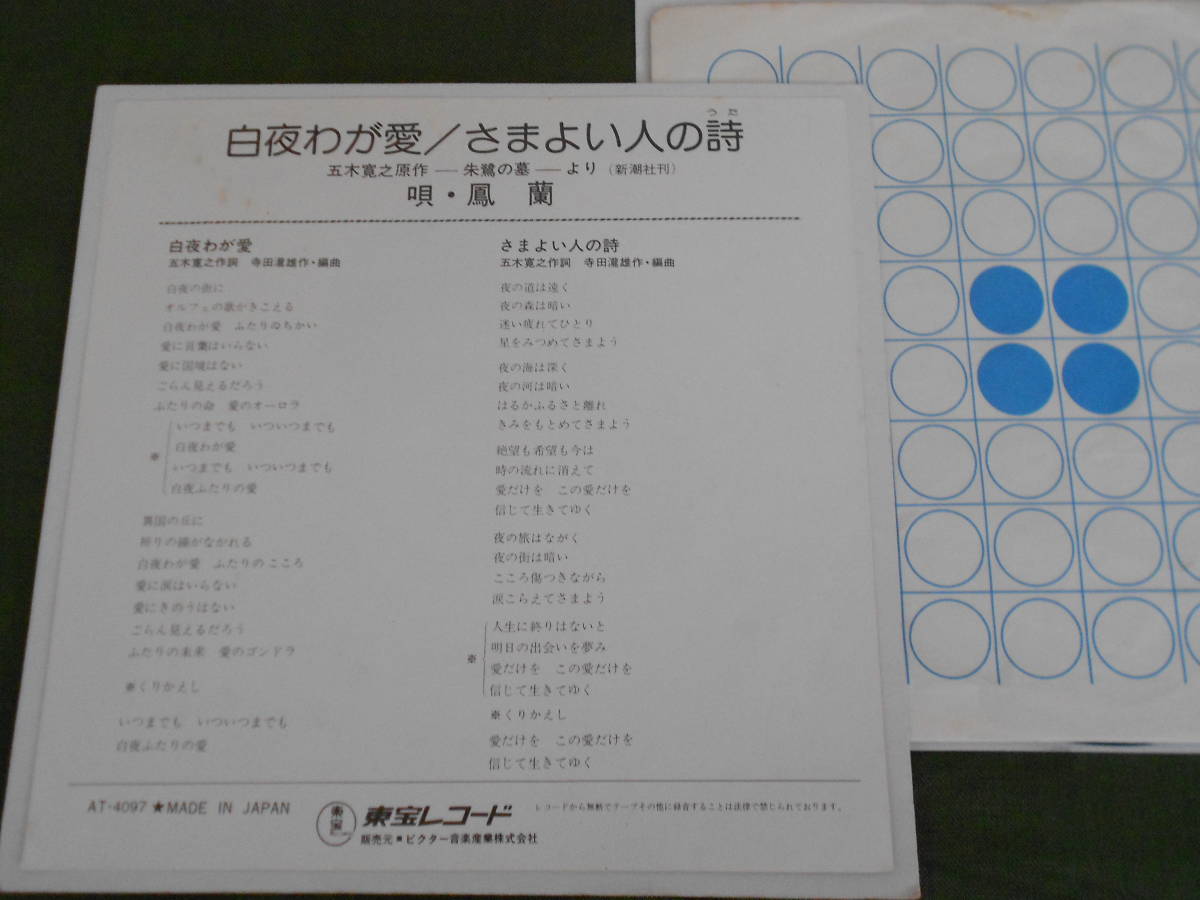 白夜わが愛／さまよい人の詩
うた
五木寛之原作 ― 朱鷺の墓 ― より（新潮社刊）
唄・鳳 蘭
白夜わが愛
五木寛之作詞 寺田瀧雄作・編曲
白夜の街に
オルフェの歌がきこえる
白夜わが愛 ふたりのちかい
愛に言葉はいらない
愛に国境はない
ごらん見えるだろう
ふたりの命 愛のオーロラ
※
いつまでも いついつまでも
白夜わが愛
いつまでも いついつまでも
白夜ふたりの愛
異国の丘に
祈りの鐘がながれる
白夜わが愛 ふたりのこころ
愛に涙はいらない
愛にきのうはない
ごらん見えるだろう
ふたりの未来 愛のゴンドラ
※くりかえし
いつまでも いついつまでも
白夜ふたりの愛
さまよい人の詩
五木寛之作詞 寺田瀧雄作・編曲
夜の道は遠く
夜の森は暗い
迷い疲れてひとり
星をみつめてさまよう
夜の海は深く
夜の河は暗い
はるかふるさと離れ
きみをもとめてさまよう
絶望も希望も今は
時の流れに消えて
愛だけを この愛だけを
信じて生きてゆく
夜の旅はながく
夜の街は暗い
こころ傷つきながら
涙こらえてさまよう
※
人生に終りはないと
明日の出会いを夢み
愛だけを この愛だけを
信じて生きてゆく
※くりかえし
愛だけを この愛だけを
信じて生きてゆく
AT-4097 ★MADE IN JAPAN
東宝
東宝レコード
販売元■ビクター音楽産業株式会社
レコードから無断でテープその他に録音することは法律で禁じられております。